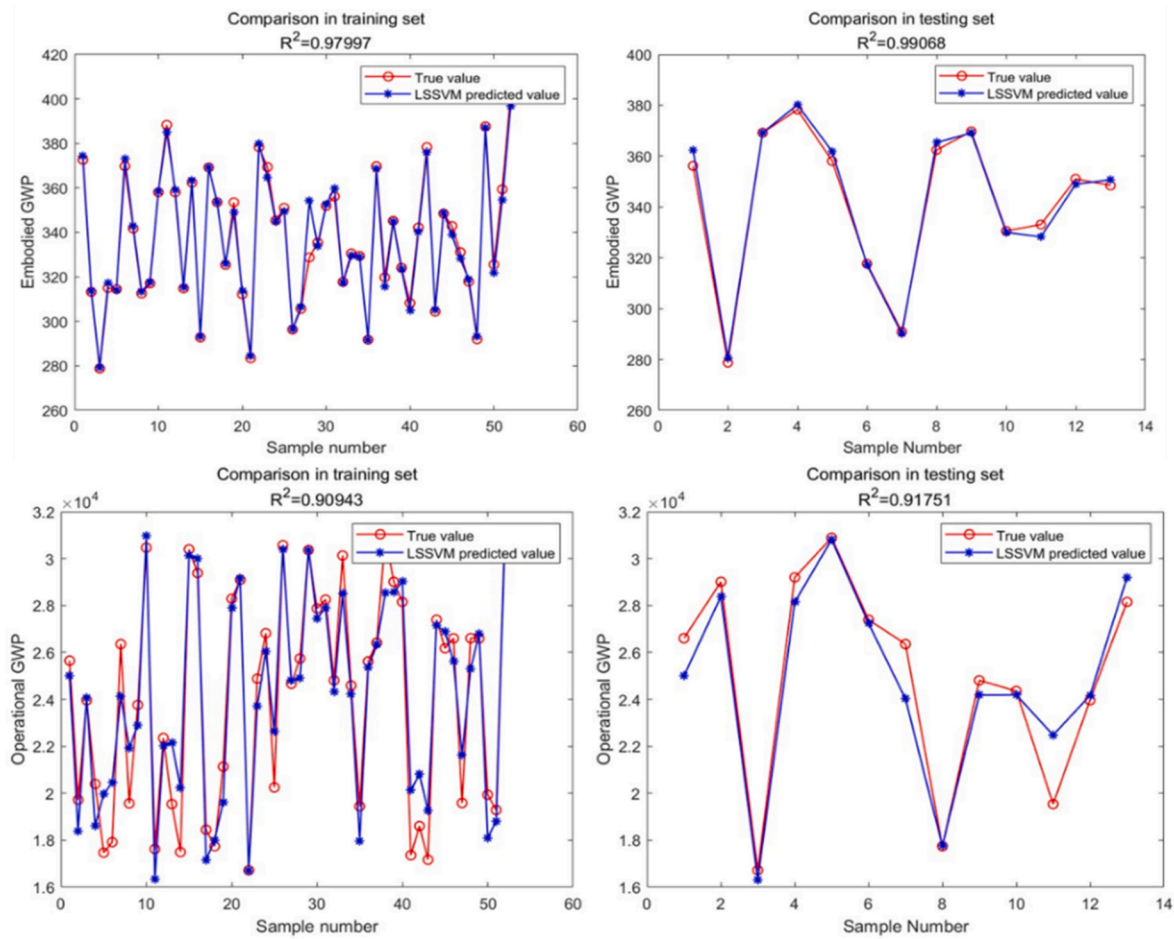 Comparison in training set
R²=0.97997
420
400
380
360
340
320
300
280
260
Embodied GWP
True value
LSSVM predicted value
0 10 20 30 40 50 60
Sample number
Comparison in testing set
R²=0.99068
400
380
360
340
320
300
280
260
Embodied GWP
True value
LSSVM predicted value
0 2 4 6 8 10 12 14
Sample Number
Comparison in training set
R²=0.90943
×10⁴
3.2
3
2.8
2.6
2.4
2.2
2
1.8
1.6
Operational GWP
True value
LSSVM predicted value
0 10 20 30 40 50 60
Sample number
Comparison in testing set
R²=0.91751
×10⁴
3.2
3
2.8
2.6
2.4
2.2
2
1.8
1.6
Operational GWP
True value
LSSVM predicted value
0 2 4 6 8 10 12 14
Sample Number